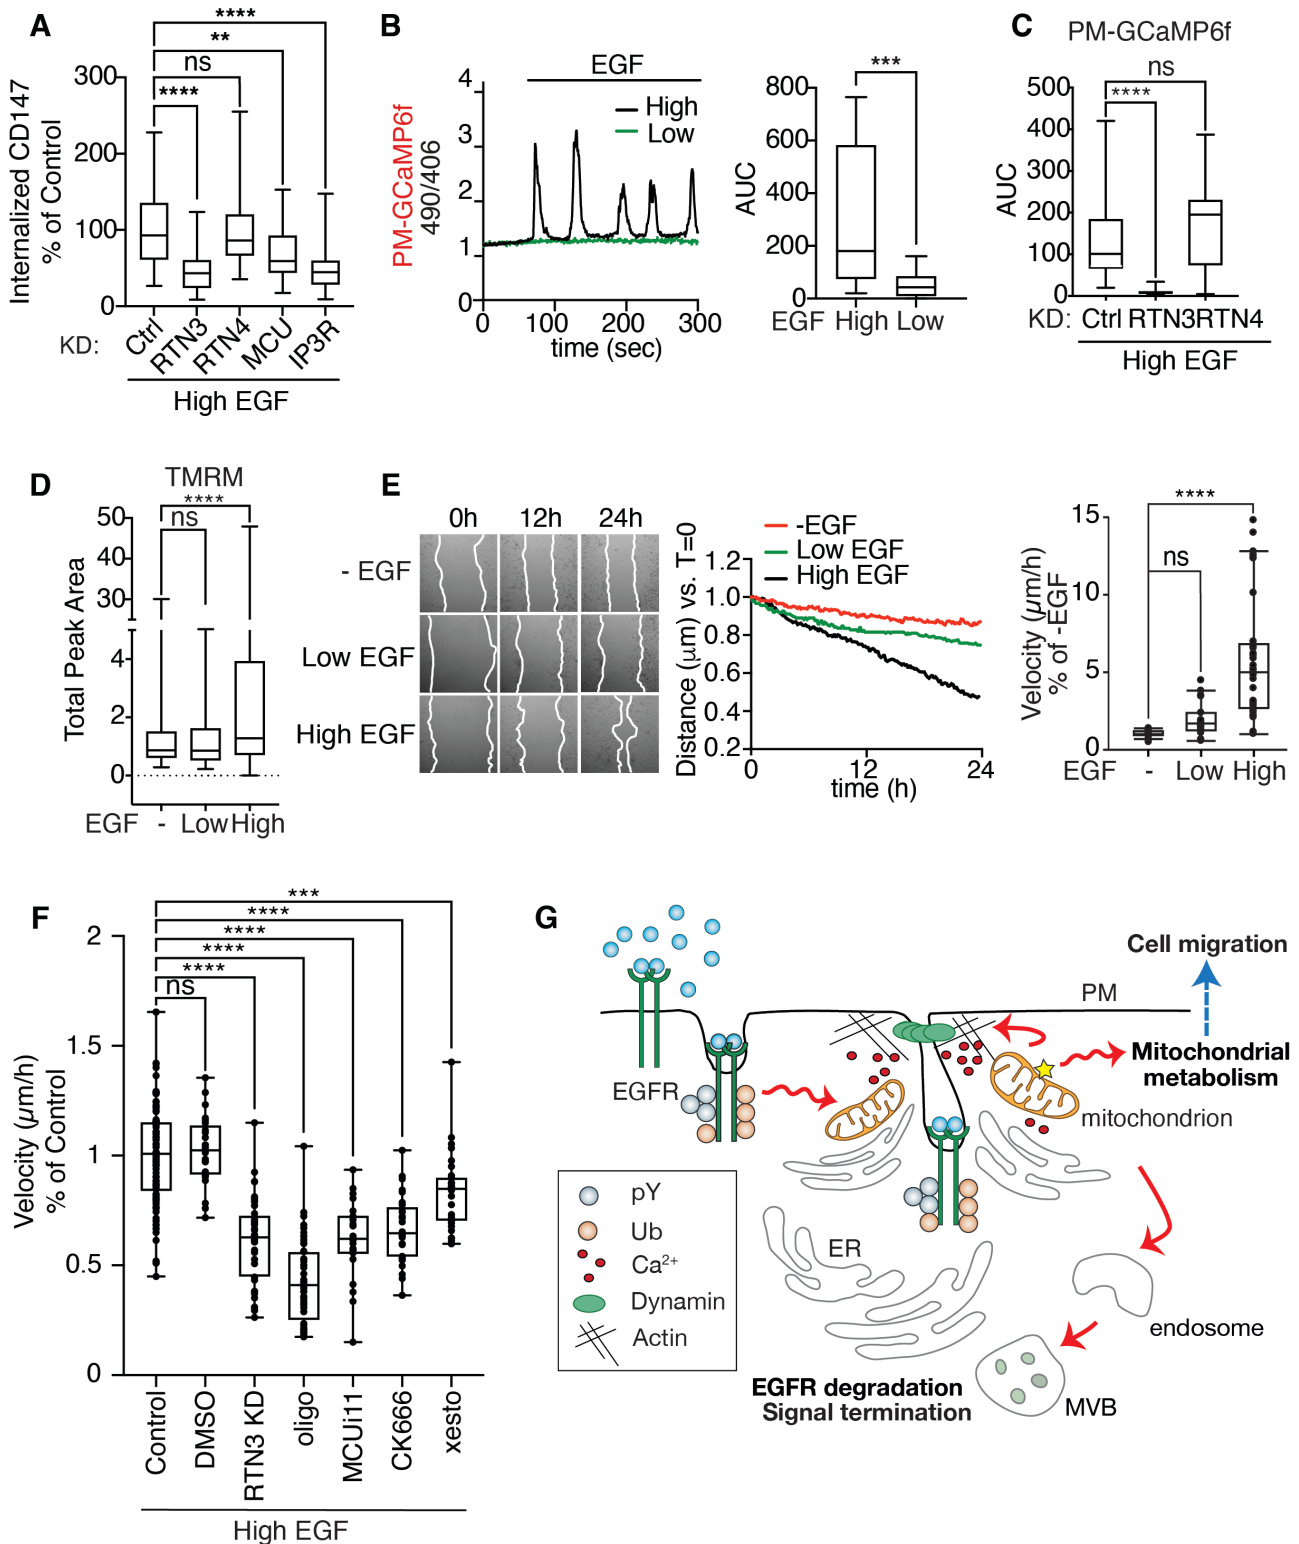 A
Internalized CD147
% of Control
300
200
100
0
****
**
ns
****
KD:
Ctrl
RTN3
RTN4
MCU
IP3R
High EGF
B
PM-GCaMP6f
490/406
EGF
High
Low
4
3
2
1
0
0 100 200 300
time (sec)
***
AUC
800
600
400
200
0
EGF High Low
C
PM-GCaMP6f
ns
****
AUC
500
400
300
200
100
0
KD: Ctrl RTN3 RTN4
High EGF
D
TMRM
****
ns
Total Peak Area
50
40
30
4
2
0
EGF - Low High
E
0h 12h 24h
- EGF
Low EGF
High EGF
-EGF
Low EGF
High EGF
Distance (µm) vs. T=0
1.2
1.0
0.8
0.6
0.4
0.2
0 12 24
time (h)
****
ns
Velocity (µm/h)
% of -EGF
15
10
5
0
EGF - Low High
F
***
****
****
****
****
ns
Velocity (µm/h)
% of Control
2
1.5
1
0.5
0
Control
DMSO
RTN3 KD
oligo
MCUi11
CK666
xesto
High EGF
G
Cell migration
PM
EGFR
Mitochondrial
metabolism
mitochondrion
pY
Ub
Ca²⁺
Dynamin
Actin
ER
endosome
MVB
EGFR degradation
Signal termination